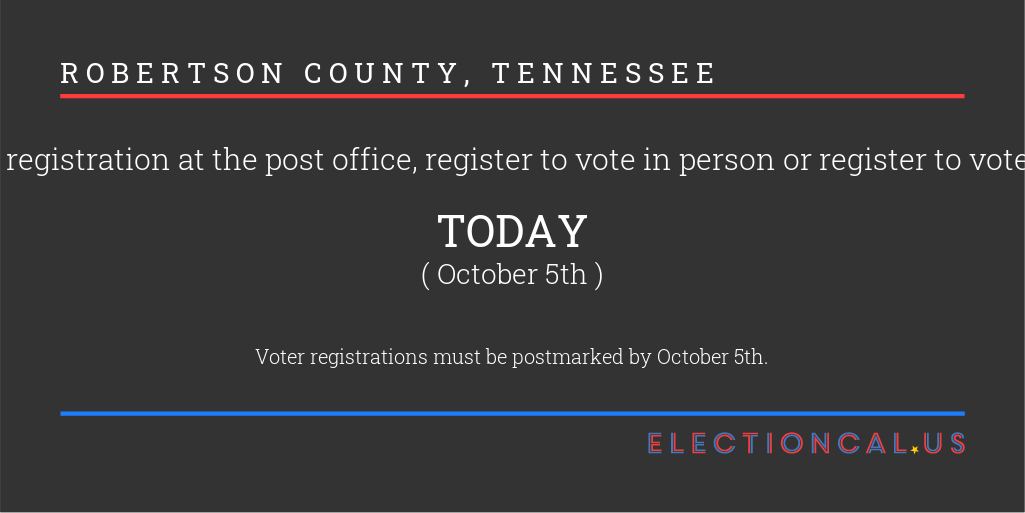 ROBERTSON COUNTY, TENNESSEE
registration at the post office, register to vote in person or register to vote
TODAY
( October 5th )
Voter registrations must be postmarked by October 5th.
ELECTIONCAL.US